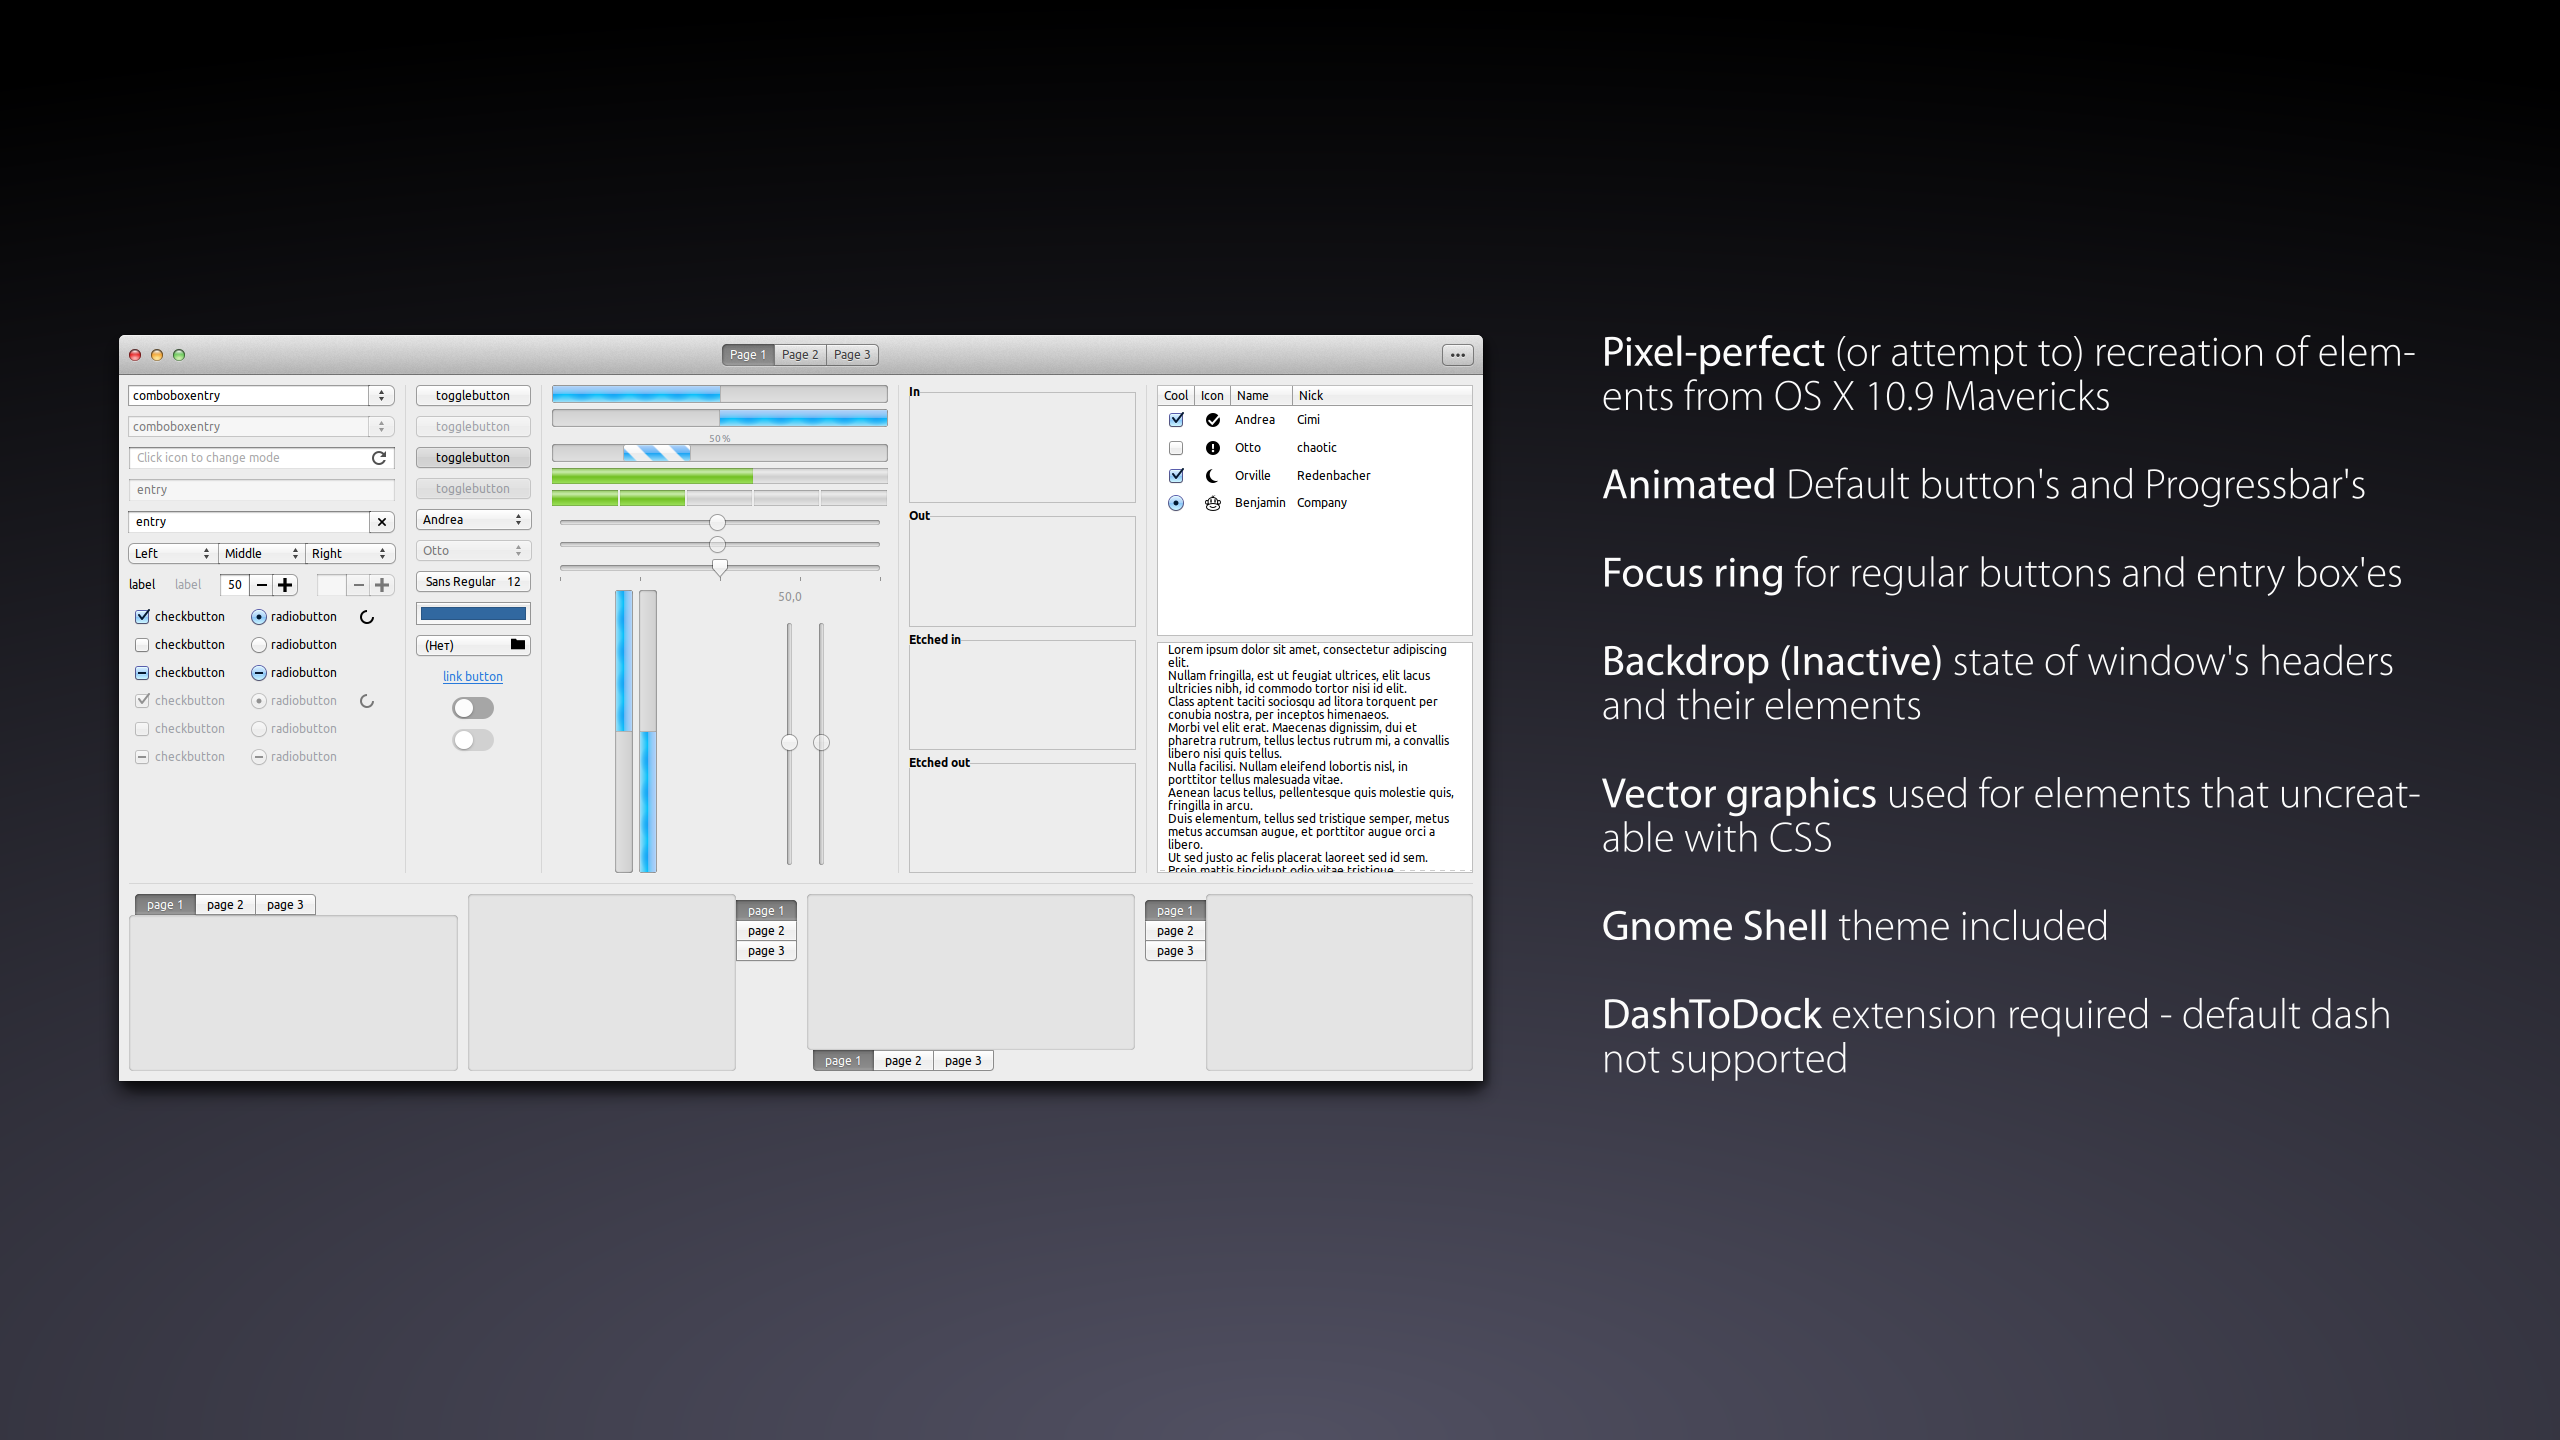 Page 1 Page 2 Page 3
comboboxentry
comboboxentry
Click icon to change mode
entry
entry
Left Middle Right
label label 50
checkbutton radiobutton
checkbutton radiobutton
checkbutton radiobutton
checkbutton radiobutton
checkbutton radiobutton
checkbutton radiobutton
togglebutton
togglebutton
togglebutton
togglebutton
Andrea
Otto
Sans Regular 12
(Нет)
link button
50 %
50,0
In
Out
Etched in
Etched out
Cool Icon Name Nick
Andrea Cimi
Otto chaotic
Orville Redenbacher
Benjamin Company
Lorem ipsum dolor sit amet, consectetur adipiscing
elit.
Nullam fringilla, est ut feugiat ultrices, elit lacus
ultricies nibh, id commodo tortor nisi id elit.
Class aptent taciti sociosqu ad litora torquent per
conubia nostra, per inceptos himenaeos.
Morbi vel elit erat. Maecenas dignissim, dui et
pharetra rutrum, tellus lectus rutrum mi, a convallis
libero nisi quis tellus.
Nulla facilisi. Nullam eleifend lobortis nisl, in
porttitor tellus malesuada vitae.
Aenean lacus tellus, pellentesque quis molestie quis,
fringilla in arcu.
Duis elementum, tellus sed tristique semper, metus
metus accumsan augue, et porttitor augue orci a
libero.
Ut sed justo ac felis placerat laoreet sed id sem.
Proin mattis tincidunt odio vitae tristique.
page 1 page 2 page 3
page 1
page 2
page 3
page 1 page 2 page 3
page 1
page 2
page 3
Pixel-perfect (or attempt to) recreation of elem-
ents from OS X 10.9 Mavericks
Animated Default button's and Progressbar's
Focus ring for regular buttons and entry box'es
Backdrop (Inactive) state of window's headers
and their elements
Vector graphics used for elements that uncreat-
able with CSS
Gnome Shell theme included
DashToDock extension required - default dash
not supported